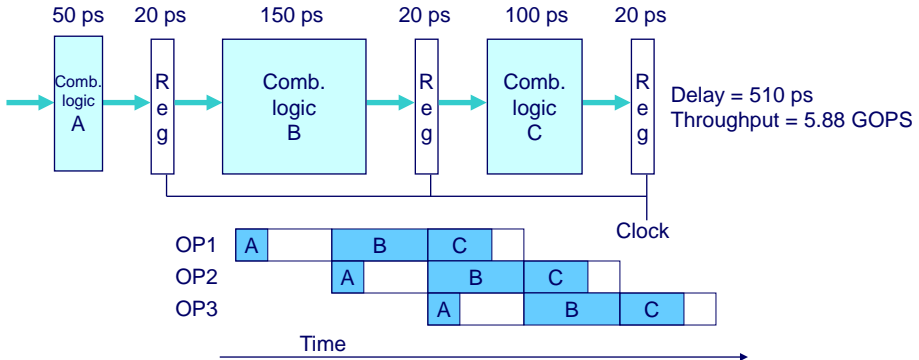 50 ps 20 ps 150 ps 20 ps 100 ps 20 ps
Comb.
logic
A
R
e
g
Comb.
logic
B
R
e
g
Comb.
logic
C
R
e
g
Delay = 510 ps
Throughput = 5.88 GOPS
Clock
OP1 A B C
OP2 A B C
OP3 A B C
Time